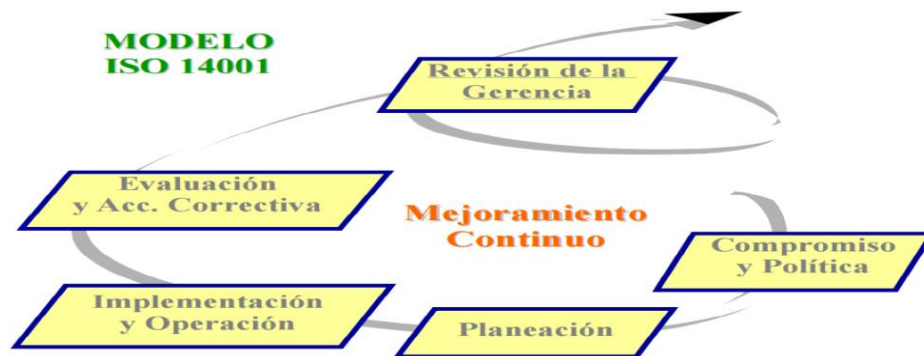 MODELO
ISO 14001
Revisión de la
Gerencia
Evaluación
y Acc. Correctiva
Mejoramiento
Continuo
Compromiso
y Política
Implementación
y Operación
Planeación